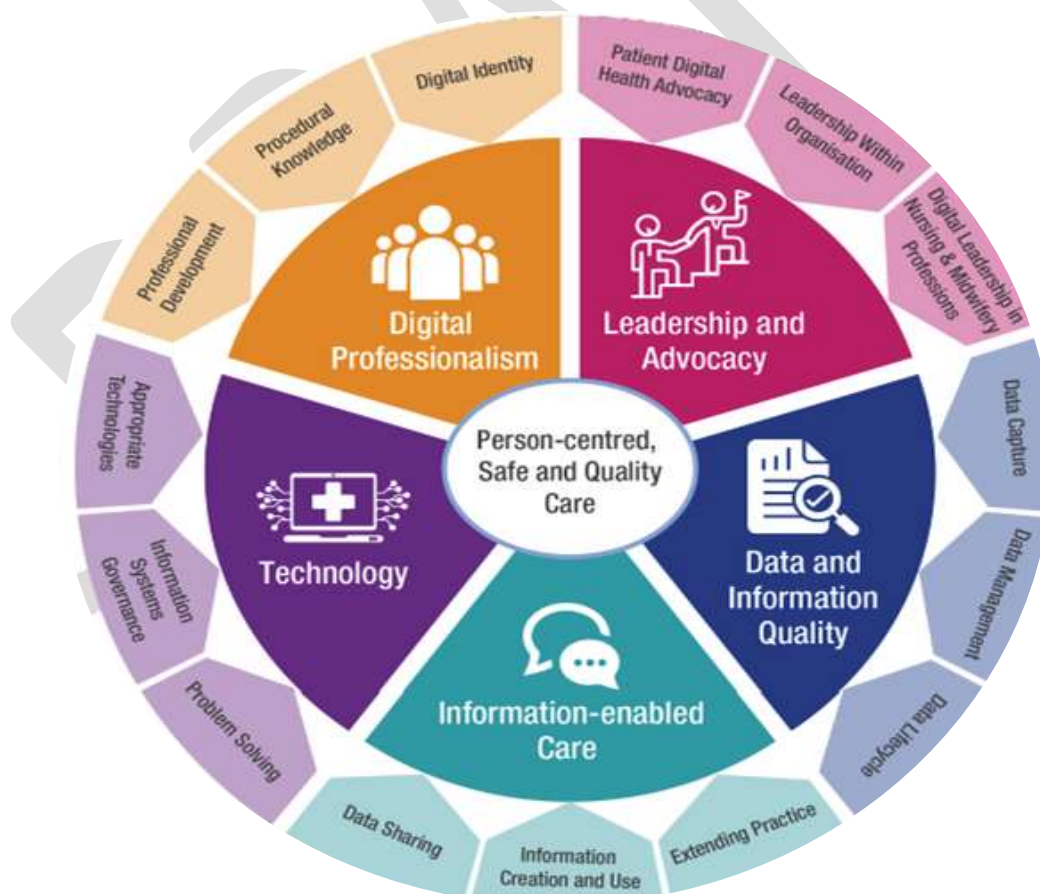 Digital Identity
Patient Digital
Health Advocacy
Procedural
Knowledge
Leadership Within
Organisation
Professional
Development
Digital Leadership in
Nursing & Midwifery
Professions
Digital
Professionalism
Leadership and
Advocacy
Appropriate
Technologies
Data Capture
Person-centred,
Safe and Quality
Care
Technology
Data and
Information
Quality
Information
Systems
Governance
Data Management
Information-enabled
Care
Problem Solving
Data Lifecycle
Data Sharing
Information
Creation and Use
Extending Practice